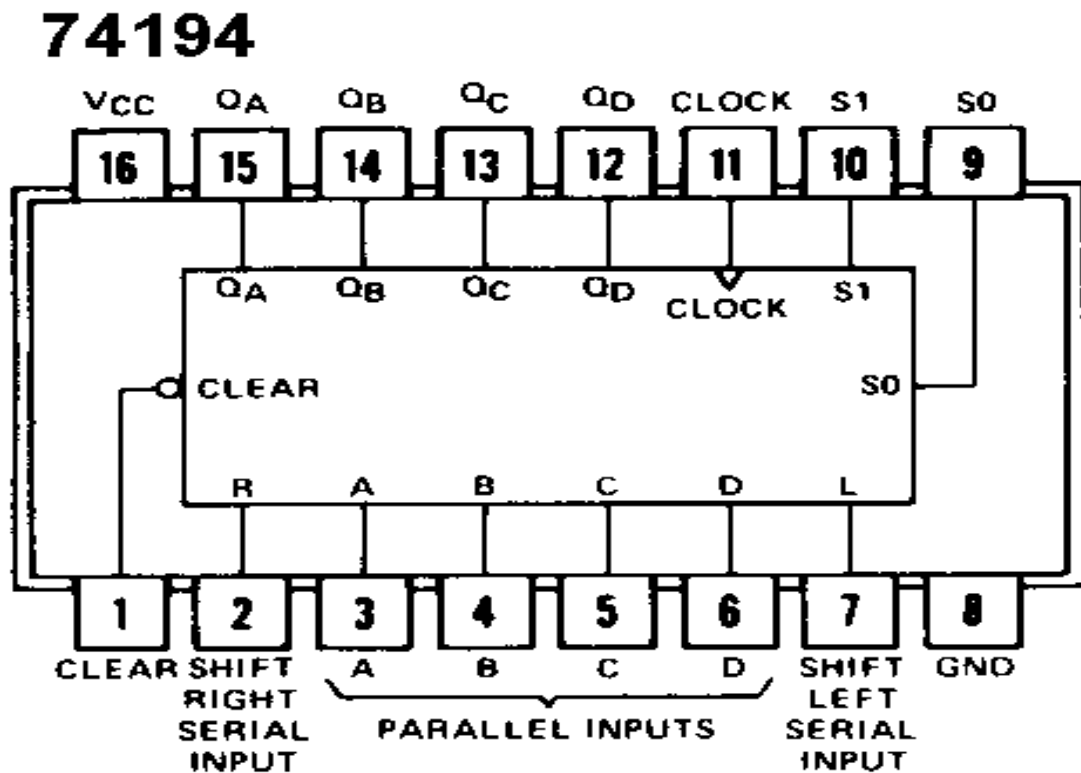 74194
VCC QA QB QC QD CLOCK S1 S0
16 15 14 13 12 11 10 9
QA QB QC QD CLOCK S1
CLEAR S0
R A B C D L
1 2 3 4 5 6 7 8
CLEAR SHIFT RIGHT SERIAL INPUT A B C D SHIFT LEFT SERIAL INPUT GND
PARALLEL INPUTS